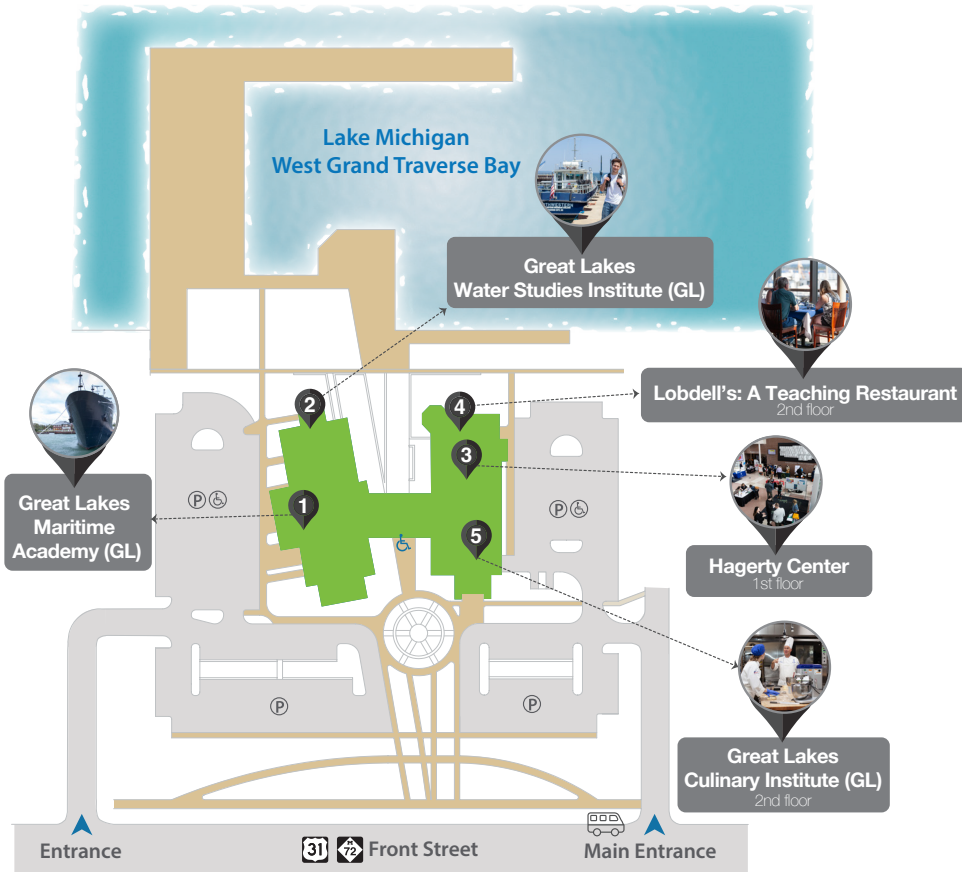 Lake Michigan
West Grand Traverse Bay
Great Lakes
Water Studies Institute (GL)
Lobdell's: A Teaching Restaurant
2nd floor
2
4
3
Great Lakes
Maritime
Academy (GL)
1
P
P
5
Hagerty Center
1st floor
P
P
Great Lakes
Culinary Institute (GL)
2nd floor
Entrance
31
M
72
Front Street
Main Entrance